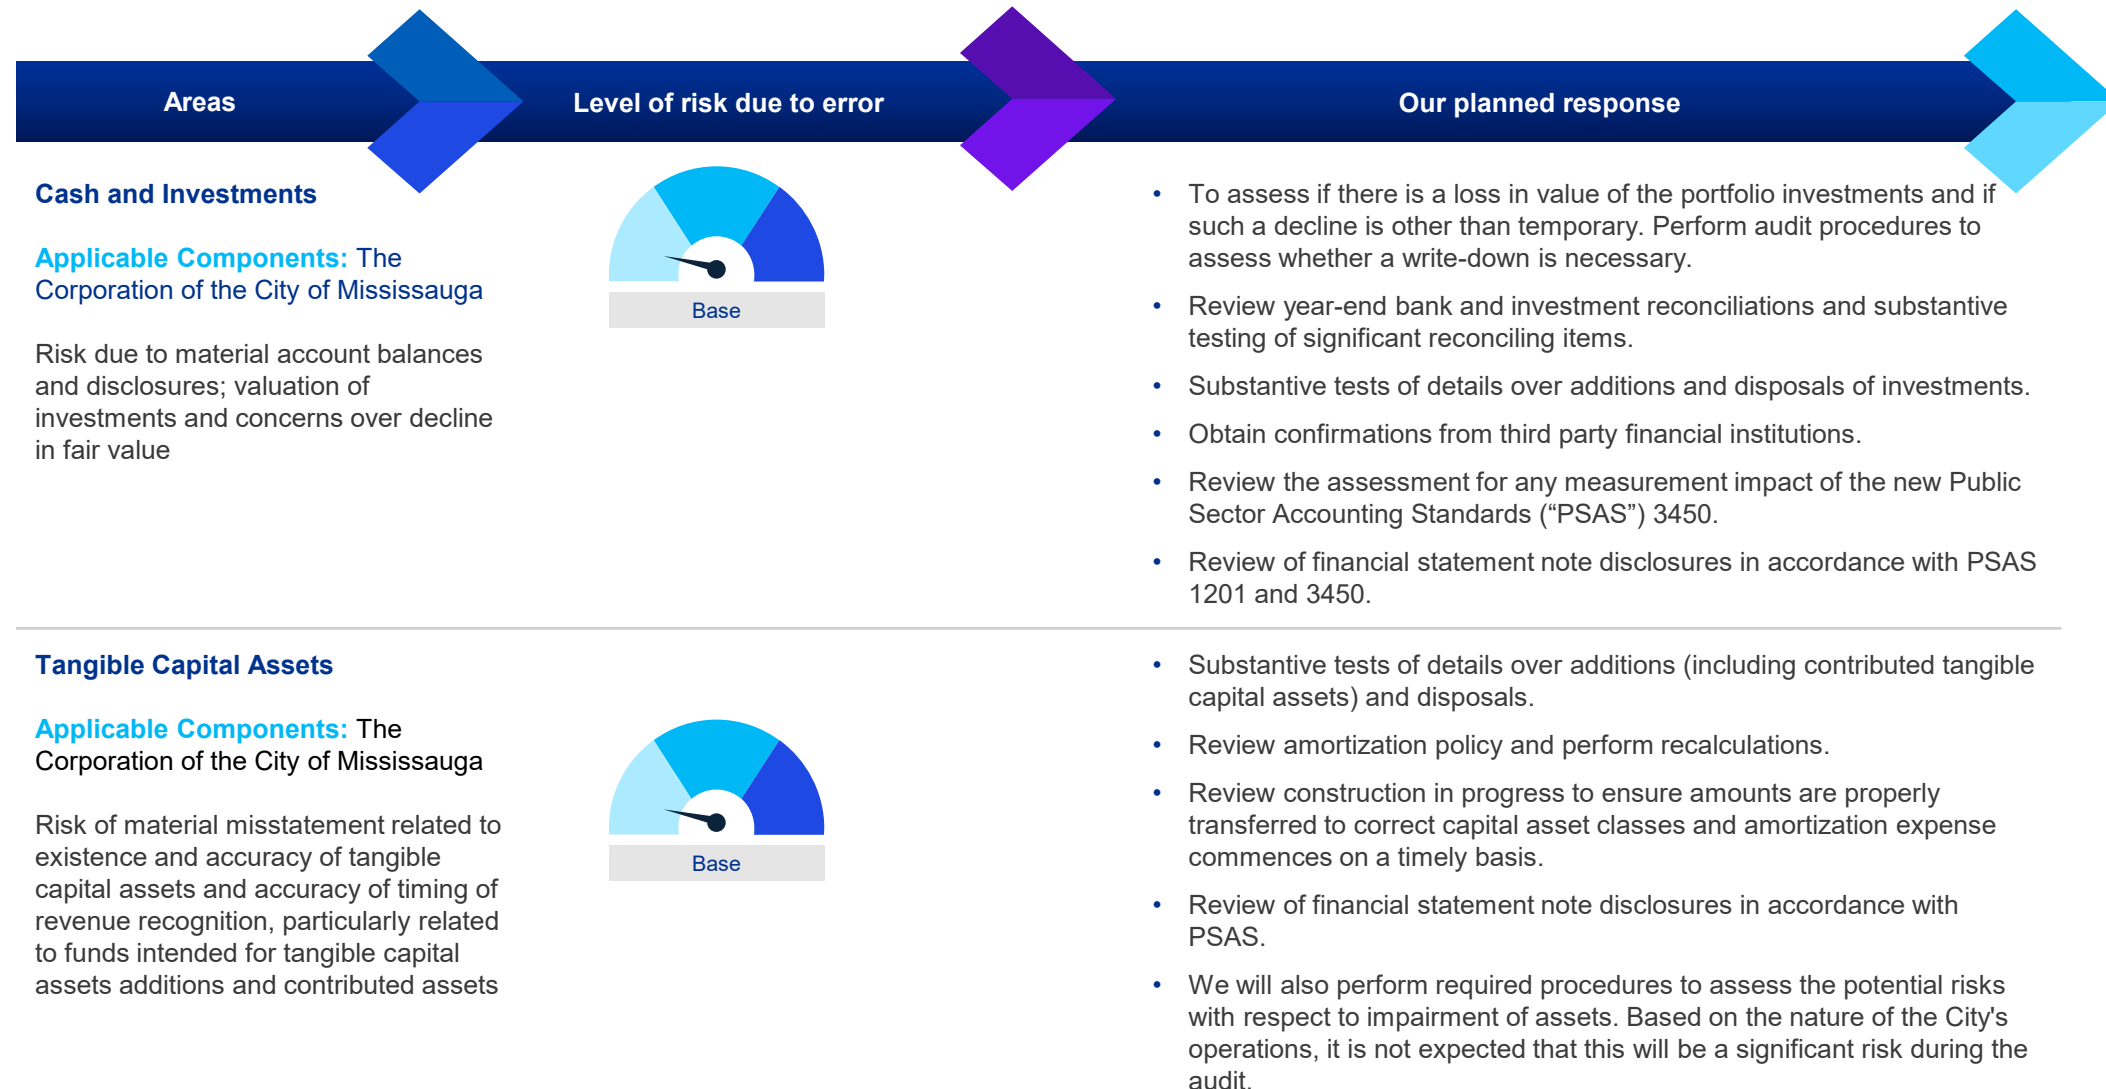 Areas
Level of risk due to error
Our planned response
Cash and Investments
Applicable Components: The
Corporation of the City of Mississauga
Risk due to material account balances
and disclosures; valuation of
investments and concerns over decline
in fair value
Base
• To assess if there is a loss in value of the portfolio investments and if
such a decline is other than temporary. Perform audit procedures to
assess whether a write-down is necessary.
• Review year-end bank and investment reconciliations and substantive
testing of significant reconciling items.
• Substantive tests of details over additions and disposals of investments.
• Obtain confirmations from third party financial institutions.
• Review the assessment for any measurement impact of the new Public
Sector Accounting Standards (“PSAS”) 3450.
• Review of financial statement note disclosures in accordance with PSAS
1201 and 3450.
Tangible Capital Assets
Applicable Components: The
Corporation of the City of Mississauga
Risk of material misstatement related to
existence and accuracy of tangible
capital assets and accuracy of timing of
revenue recognition, particularly related
to funds intended for tangible capital
assets additions and contributed assets
Base
• Substantive tests of details over additions (including contributed tangible
capital assets) and disposals.
• Review amortization policy and perform recalculations.
• Review construction in progress to ensure amounts are properly
transferred to correct capital asset classes and amortization expense
commences on a timely basis.
• Review of financial statement note disclosures in accordance with
PSAS.
• We will also perform required procedures to assess the potential risks
with respect to impairment of assets. Based on the nature of the City's
operations, it is not expected that this will be a significant risk during the
audit.